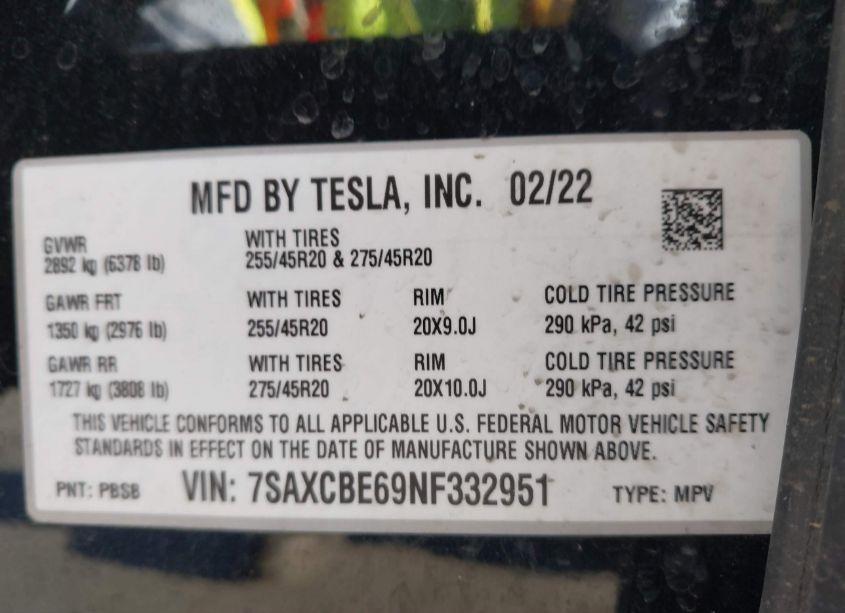 MFD BY TESLA, INC. 02/22
GVWR WITH TIRES
2892 kg (6378 lb) 255/45R20 & 275/45R20
GAWR FRT WITH TIRES RIM COLD TIRE PRESSURE
1350 kg (2976 lb) 255/45R20 20X9.0J 290 kPa, 42 psi
GAWR RR WITH TIRES RIM COLD TIRE PRESSURE
1727 kg (3808 lb) 275/45R20 20X10.0J 290 kPa, 42 psi
THIS VEHICLE CONFORMS TO ALL APPLICABLE U.S. FEDERAL MOTOR VEHICLE SAFETY
STANDARDS IN EFFECT ON THE DATE OF MANUFACTURE SHOWN ABOVE.
PNT: PBSB VIN: 7SAXCBE69NF332951 TYPE: MPV